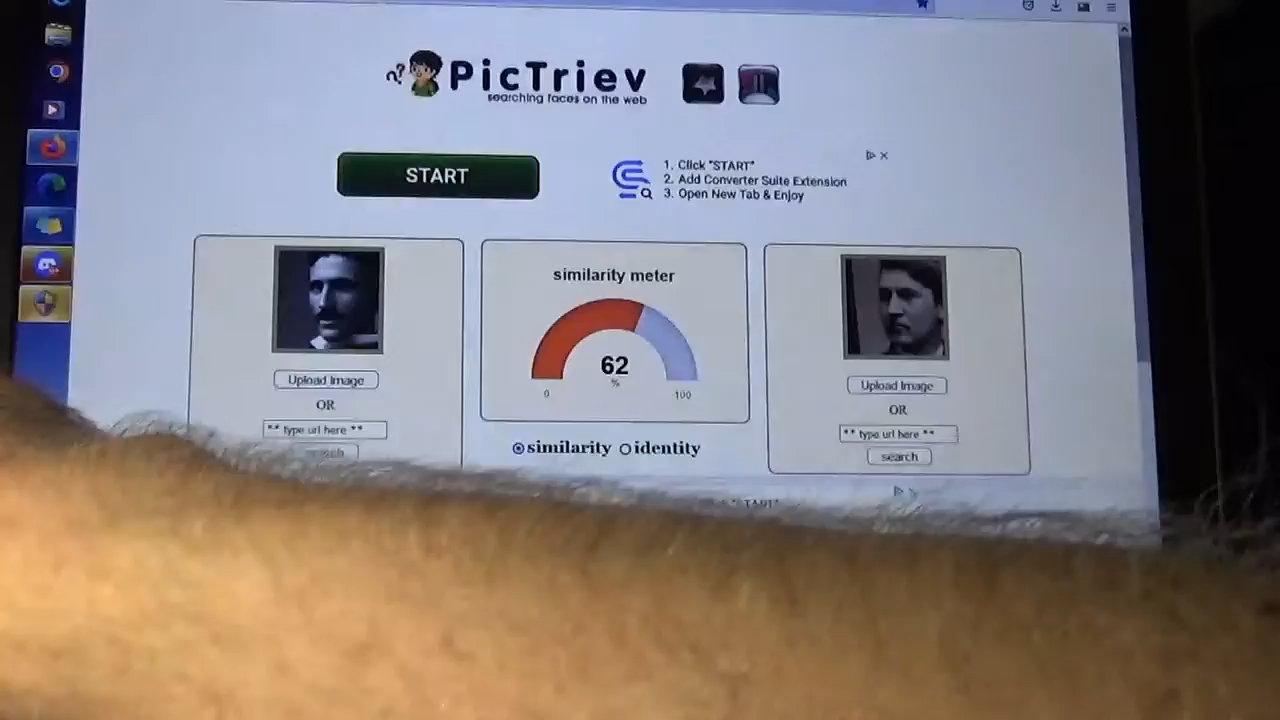 PicTriev
searching faces on the web
START
1. Click "START"
2. Add Converter Suite Extension
3. Open New Tab & Enjoy
similarity meter
62
%
0 100
Upload Image
OR
** type url here **
search
similarity identity
Upload Image
OR
** type url here **
search